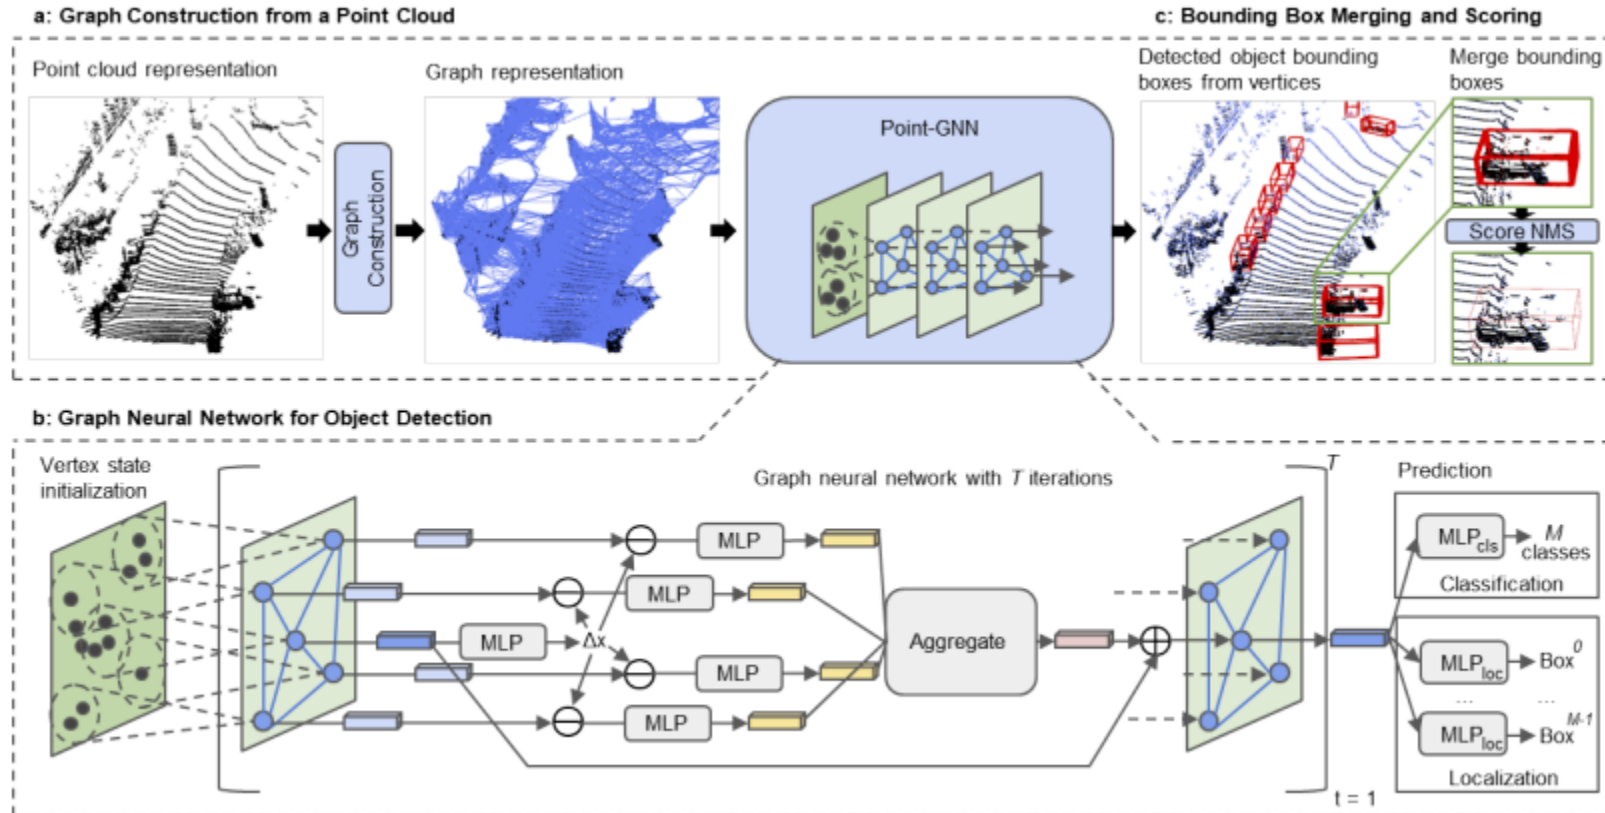 a: Graph Construction from a Point Cloud
c: Bounding Box Merging and Scoring
Point cloud representation
Graph representation
Detected object bounding
boxes from vertices
Merge bounding
boxes
Graph
Construction
Point-GNN
Score NMS
b: Graph Neural Network for Object Detection
Vertex state
initialization
Graph neural network with T iterations
T
Prediction
MLP
MLP
MLP
Δx
MLP
MLP
Aggregate
MLPcls
M
classes
Classification
MLPloc
Box0
... ...
MLPloc
BoxM-1
Localization
t = 1